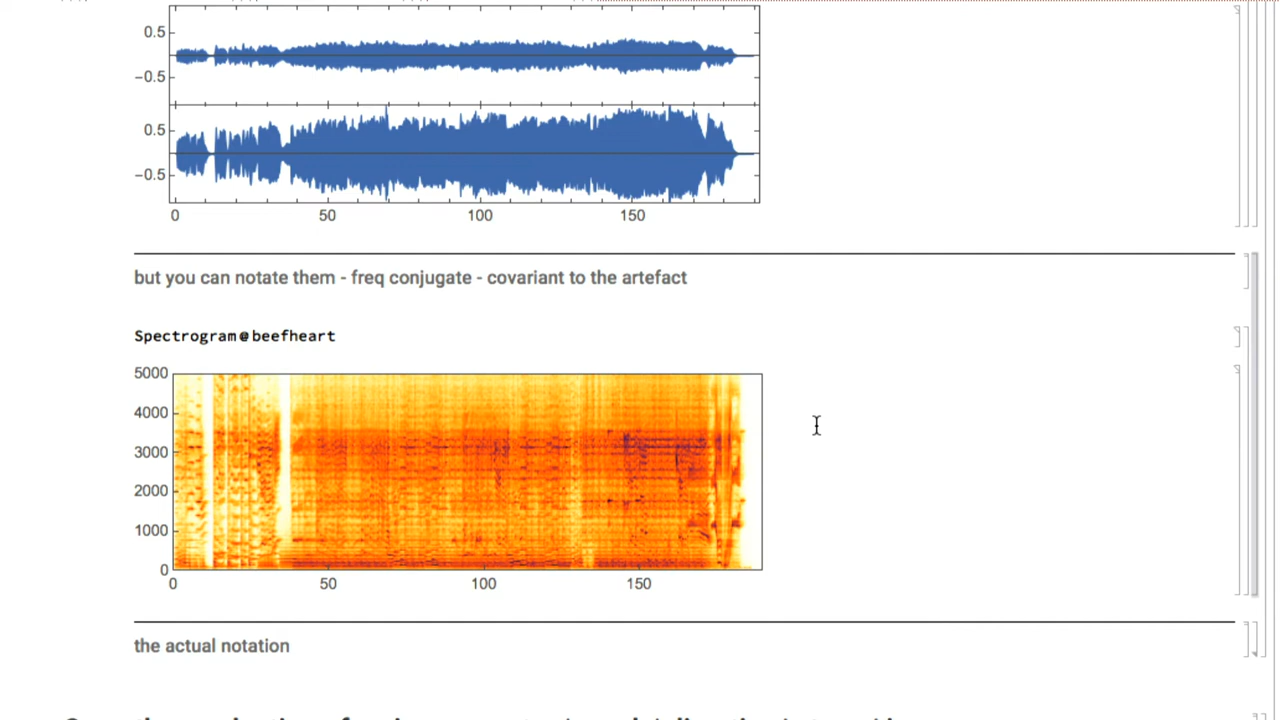 0.5
−0.5
0.5
−0.5
0 50 100 150
but you can notate them - freq conjugate - covariant to the artefact
Spectrogram@beefheart
5000
4000
3000
2000
1000
0
0 50 100 150
the actual notation